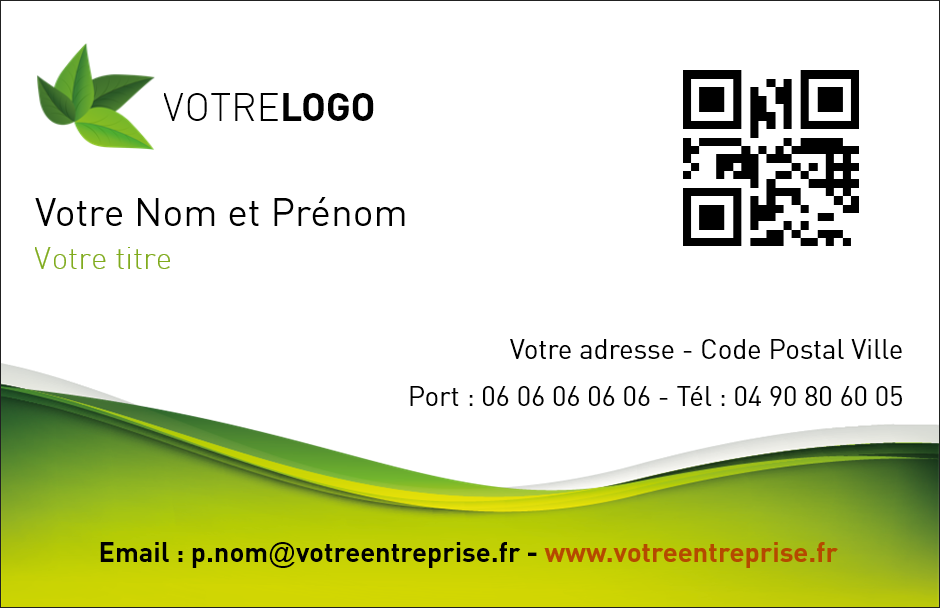 VOTRELOGO
Votre Nom et Prénom
Votre titre
Votre adresse - Code Postal Ville
Port : 06 06 06 06 06 - Tél : 04 90 80 60 05
Email : p.nom@votreentreprise.fr - www.votreentreprise.fr